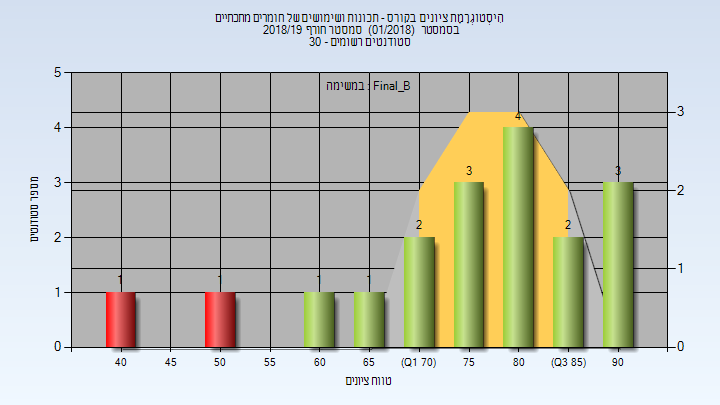 היסטוגרמת ציונים בקורס - תכונות ושימושים של חומרים מתכתיים
בסמסטר (01/2018) סמסטר חורף 2018/19
סטודנטים רשומים - 30
במשימה : Final_B
מספר סטודנטים
5
4
3
2
1
0
3
2
1
0
1
1
1
1
2
3
4
2
3
40 45 50 55 60 65 (Q1 70) 75 80 (Q3 85) 90
טווח ציונים